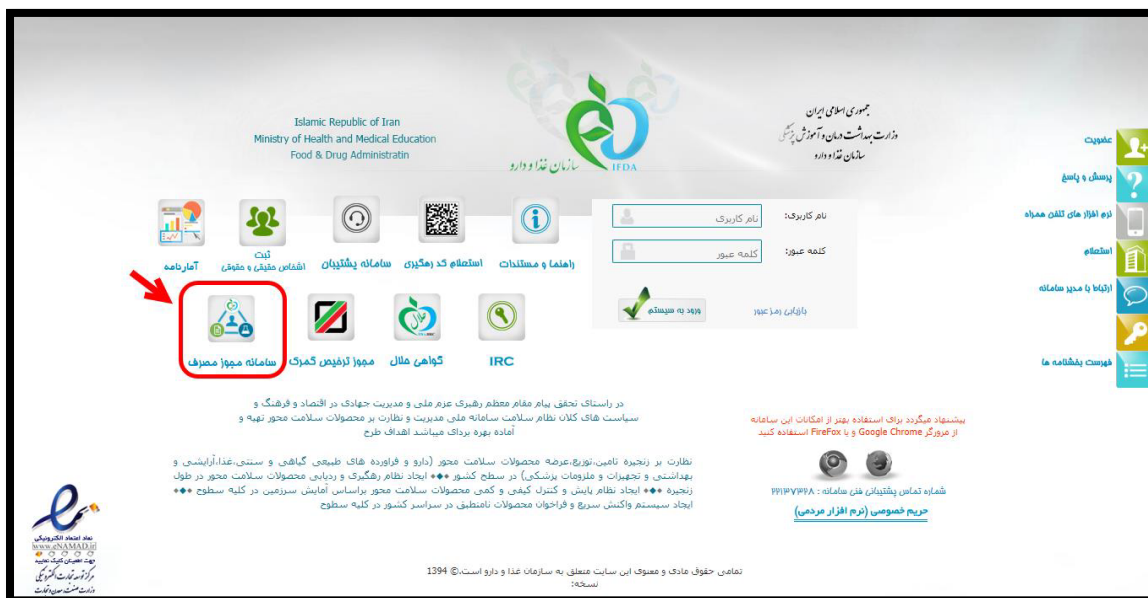 Islamic Republic of Iran
Ministry of Health and Medical Education
Food & Drug Administratin
سازمان غذا و دارو
IFDA
جمهوری اسلامی ایران
وزارت بهداشت درمان و آموزش پزشکی
سازمان غذا و دارو
عضویت
پرسش و پاسخ
نرم افزار های تلفن همراه
استعلام
ارتباط با مدیر سامانه
فهرست بخشنامه ها
نام کاربری:
نام کاربری
کلمه عبور:
کلمه عبور
بازیابی رمز عبور
ورود به سیستم
راهنما و مستندات
استعلام کد رهگیری
سامانه پشتیبان
ثبت
اشخاص حقیقی و حقوقی
آمارنامه
IRC
گواهی حلال
مجوز ترخیص گمرک
سامانه مجوز مصرف
در راستای تحقق پیام مقام معظم رهبری عزم ملی و مدیریت جهادی در اقتصاد و فرهنگ و
سیاست های کلان نظام سلامت سامانه ملی مدیریت و نظارت بر محصولات سلامت محور تهیه و
آماده بهره برداری میباشد اهداف طرح
نظارت بر زنجیره تامین،توزیع،عرضه محصولات سلامت محور (دارو و فراورده های طبیعی گیاهی و سنتی،غذا،آرایشی و
بهداشتی و تجهیزات و ملزومات پزشکی) در سطح کشور ♦♦♦ ایجاد نظام رهگیری و ردیابی محصولات سلامت محور در طول
زنجیره ♦♦♦ ایجاد نظام پایش و کنترل کیفی و کمی محصولات سلامت محور براساس آمایش سرزمین در کلیه سطوح ♦♦♦
ایجاد سیستم واکنش سریع و فراخوان محصولات نامنطبق در سراسر کشور در کلیه سطوح
پیشنهاد میگردد برای استفاده بهتر از امکانات این سامانه
از مرورگر Google Chrome و یا FireFox استفاده کنید
شماره تماس پشتیبانی فنی سامانه :
حریم خصوصی (نرم افزار مردمی)
نماد اعتماد الکترونیکی
www.eNAMAD.ir
جهت اطمینان کلیک نمایید
مرکز توسعه تجارت الکترونیکی
وزارت صنعت، معدن و تجارت
تمامی حقوق مادی و معنوی این سایت متعلق به سازمان غذا و دارو است.© 1394
نسخه: